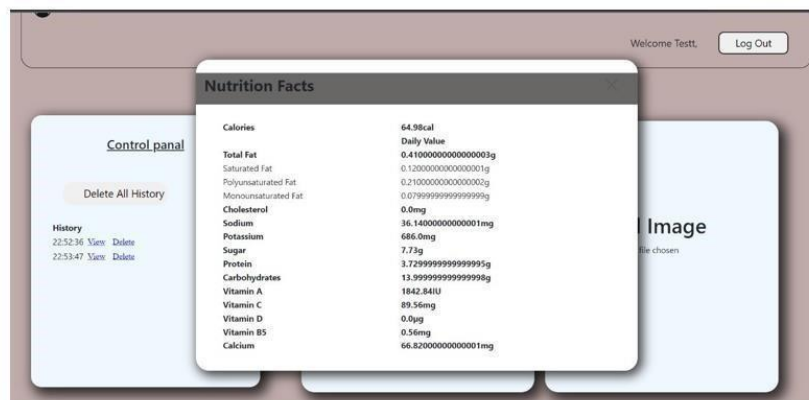 Welcome Testt,
Log Out
Nutrition Facts
Calories 64.98cal
Daily Value
Total Fat 0.41000000000000003g
Saturated Fat 0.12000000000000001g
Polyunsaturated Fat 0.21000000000000002g
Monounsaturated Fat 0.07999999999999999g
Cholesterol 0.0mg
Sodium 36.14000000000001mg
Potassium 686.0mg
Sugar 7.73g
Protein 3.7299999999999995g
Carbohydrates 13.999999999999998g
Vitamin A 1842.84IU
Vitamin C 89.56mg
Vitamin D 0.0μg
Vitamin B5 0.56mg
Calcium 66.82000000000001mg
Control panal
Delete All History
History
22:52:36 View Delete
22:53:47 View Delete
Image
file chosen